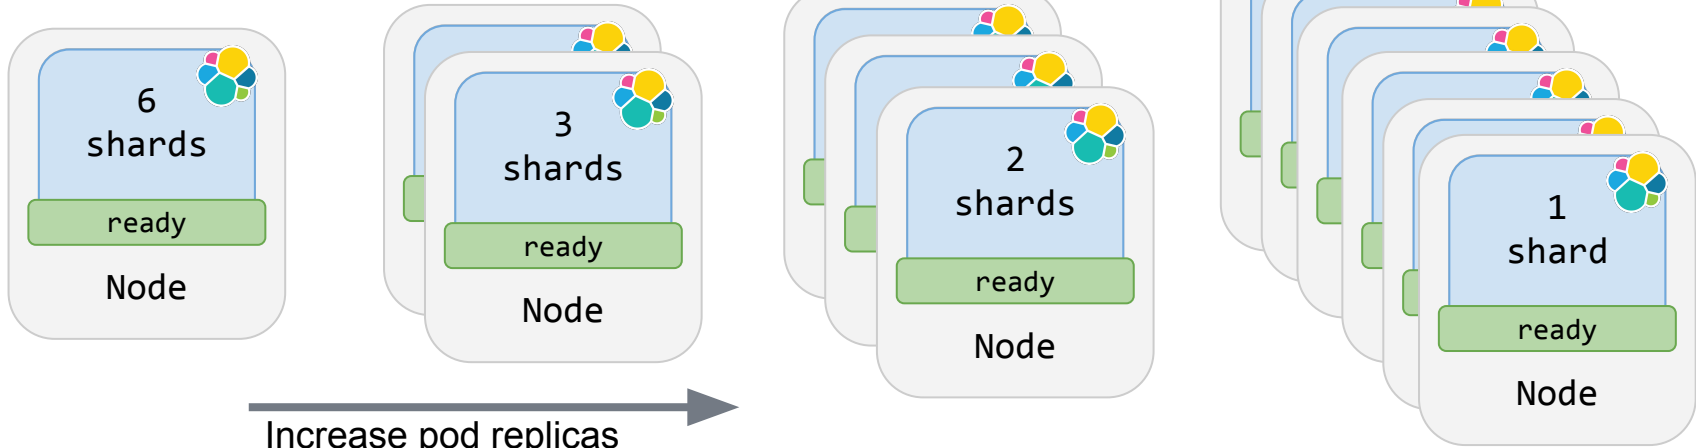 6
shards
ready
Node
3
shards
ready
Node
2
shards
ready
Node
1
shard
ready
Node
Increase pod replicas